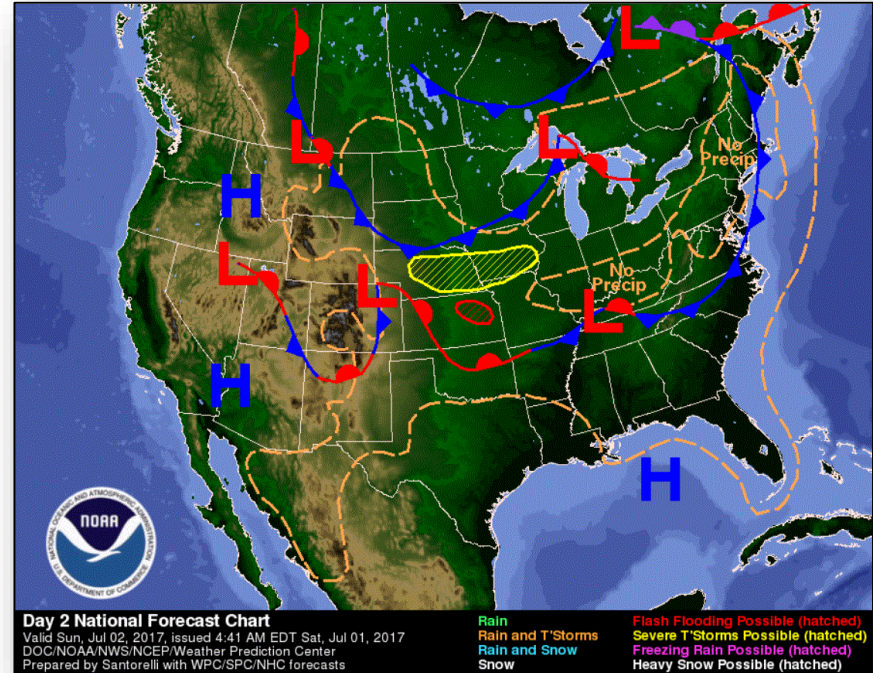 L
L
No
Precip
L
H
L
L
No
Precip
L
H
H
NATIONAL OCEANIC AND ATMOSPHERIC ADMINISTRATION
NOAA
U.S. DEPARTMENT OF COMMERCE
Day 2 National Forecast Chart
Valid Sun, Jul 02, 2017, issued 4:41 AM EDT Sat, Jul 01, 2017
DOC/NOAA/NWS/NCEP/Weather Prediction Center
Prepared by Santorelli with WPC/SPC/NHC forecasts
Rain
Rain and T'Storms
Rain and Snow
Snow
Flash Flooding Possible (hatched)
Severe T'Storms Possible (hatched)
Freezing Rain Possible (hatched)
Heavy Snow Possible (hatched)